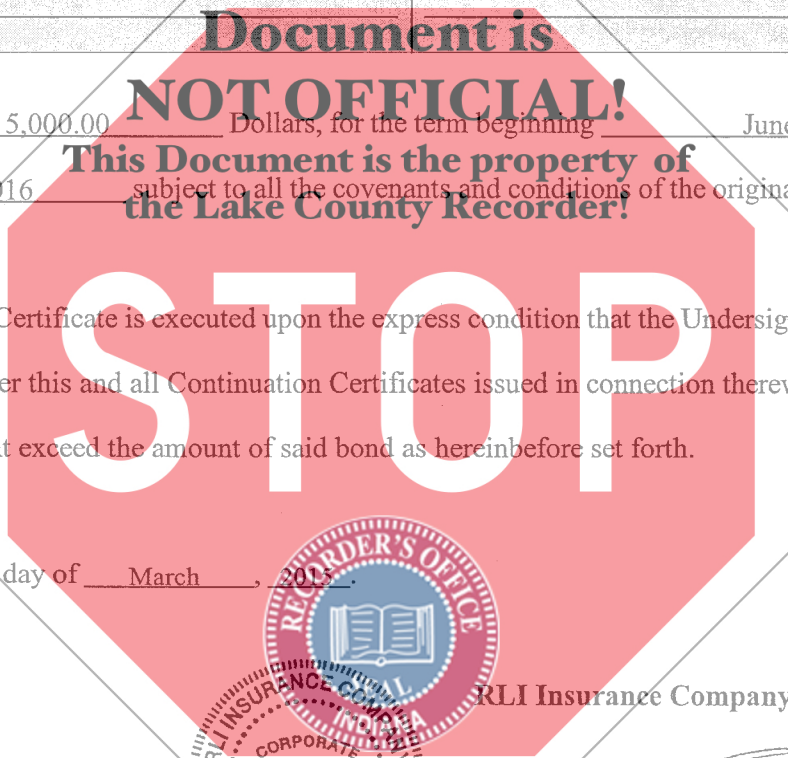 Document is
NOT OFFICIAL!
5,000.00 Dollars, for the term beginning June
This Document is the property of
016 subject to all the covenants and conditions of the origina
the Lake County Recorder!
STOP
Certificate is executed upon the express condition that the Undersig
er this and all Continuation Certificates issued in connection therew
t exceed the amount of said bond as hereinbefore set forth.
day of March , 2015 .
RECORDER'S OFFICE
SEAL
INDIANA
RLI INSURANCE COMPANY
CORPORATE
RLI Insurance Company